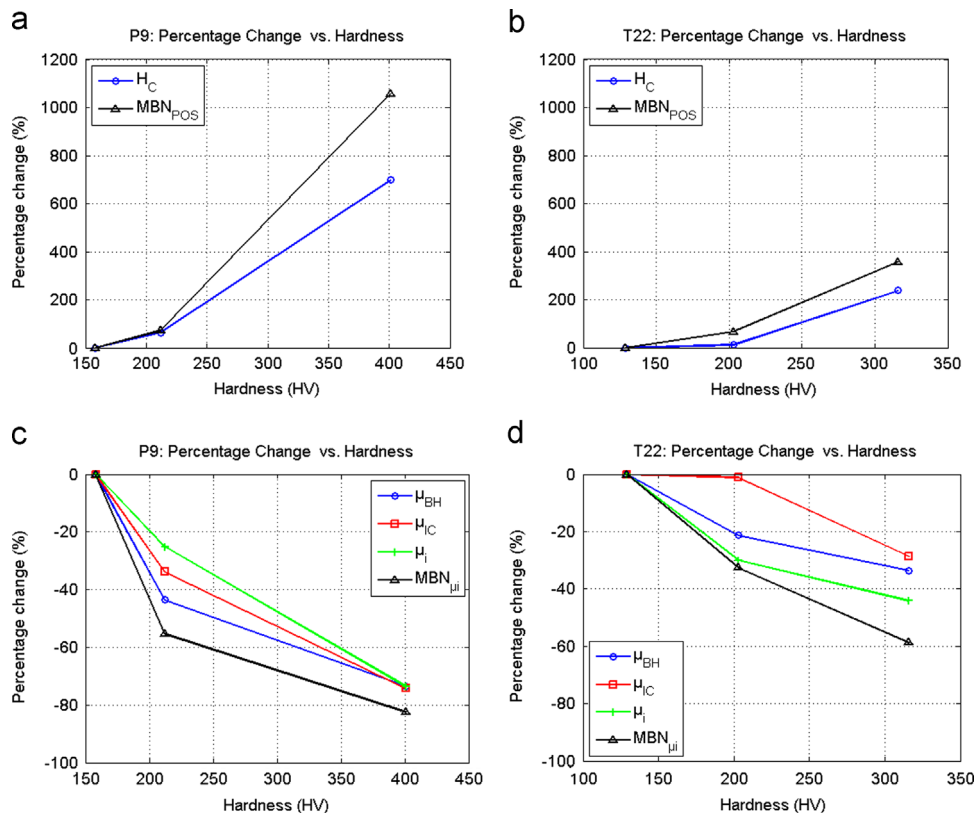 a
P9: Percentage Change vs. Hardness
1200
1000
800
600
400
200
0
H_C
MBN_POS
Percentage change (%)
150 200 250 300 350 400 450
Hardness (HV)
b
T22: Percentage Change vs. Hardness
1200
1000
800
600
400
200
0
H_C
MBN_POS
Percentage change (%)
100 150 200 250 300 350
Hardness (HV)
c
P9: Percentage Change vs. Hardness
0
-20
-40
-60
-80
-100
μ_BH
μ_IC
μ_i
MBN_μi
Percentage change (%)
150 200 250 300 350 400 450
Hardness (HV)
d
T22: Percentage Change vs. Hardness
0
-20
-40
-60
-80
-100
μ_BH
μ_IC
μ_i
MBN_μi
Percentage change (%)
100 150 200 250 300 350
Hardness (HV)